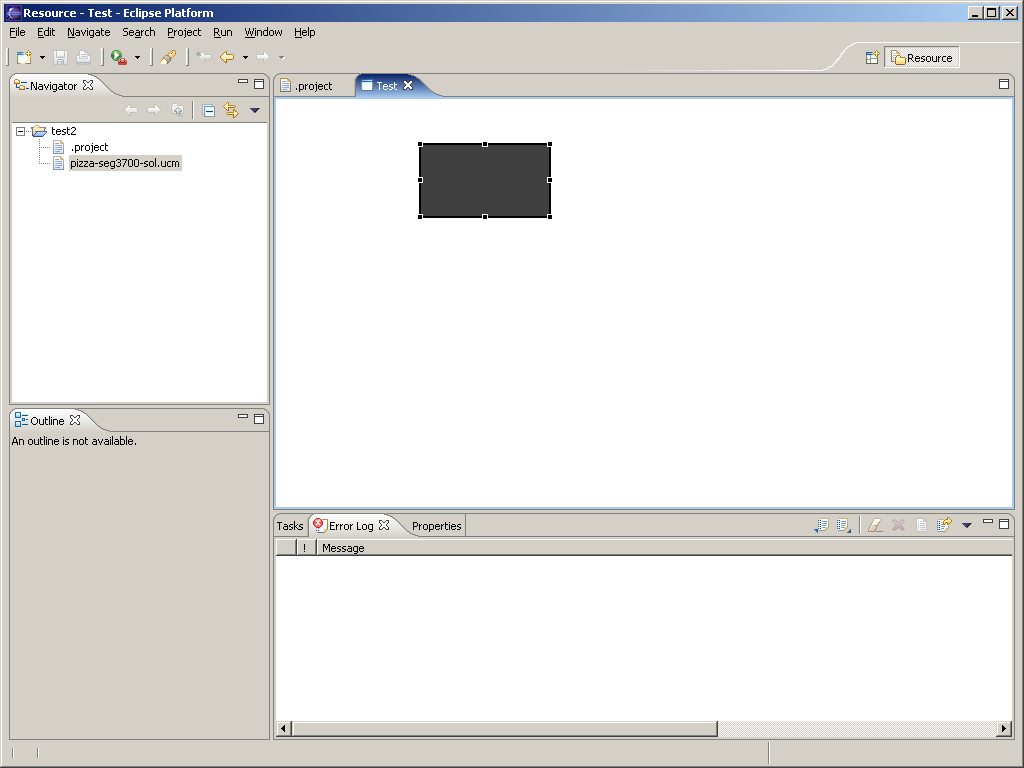 Resource - Test - Eclipse Platform
File Edit Navigate Search Project Run Window Help
Resource
Navigator
test2
.project
pizza-seg3700-sol.ucm
.project Test
Outline
An outline is not available.
Tasks Error Log Properties
! Message